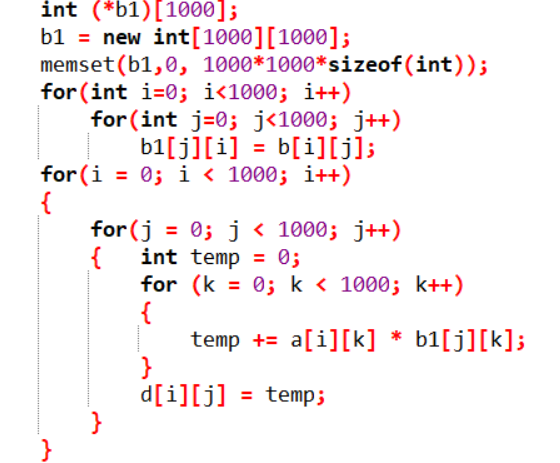 int (*b1)[1000];
b1 = new int[1000][1000];
memset(b1,0, 1000*1000*sizeof(int));
for(int i=0; i<1000; i++)
for(int j=0; j<1000; j++)
b1[j][i] = b[i][j];
for(i = 0; i < 1000; i++)
{
for(j = 0; j < 1000; j++)
{ int temp = 0;
for (k = 0; k < 1000; k++)
{
temp += a[i][k] * b1[j][k];
}
d[i][j] = temp;
}
}